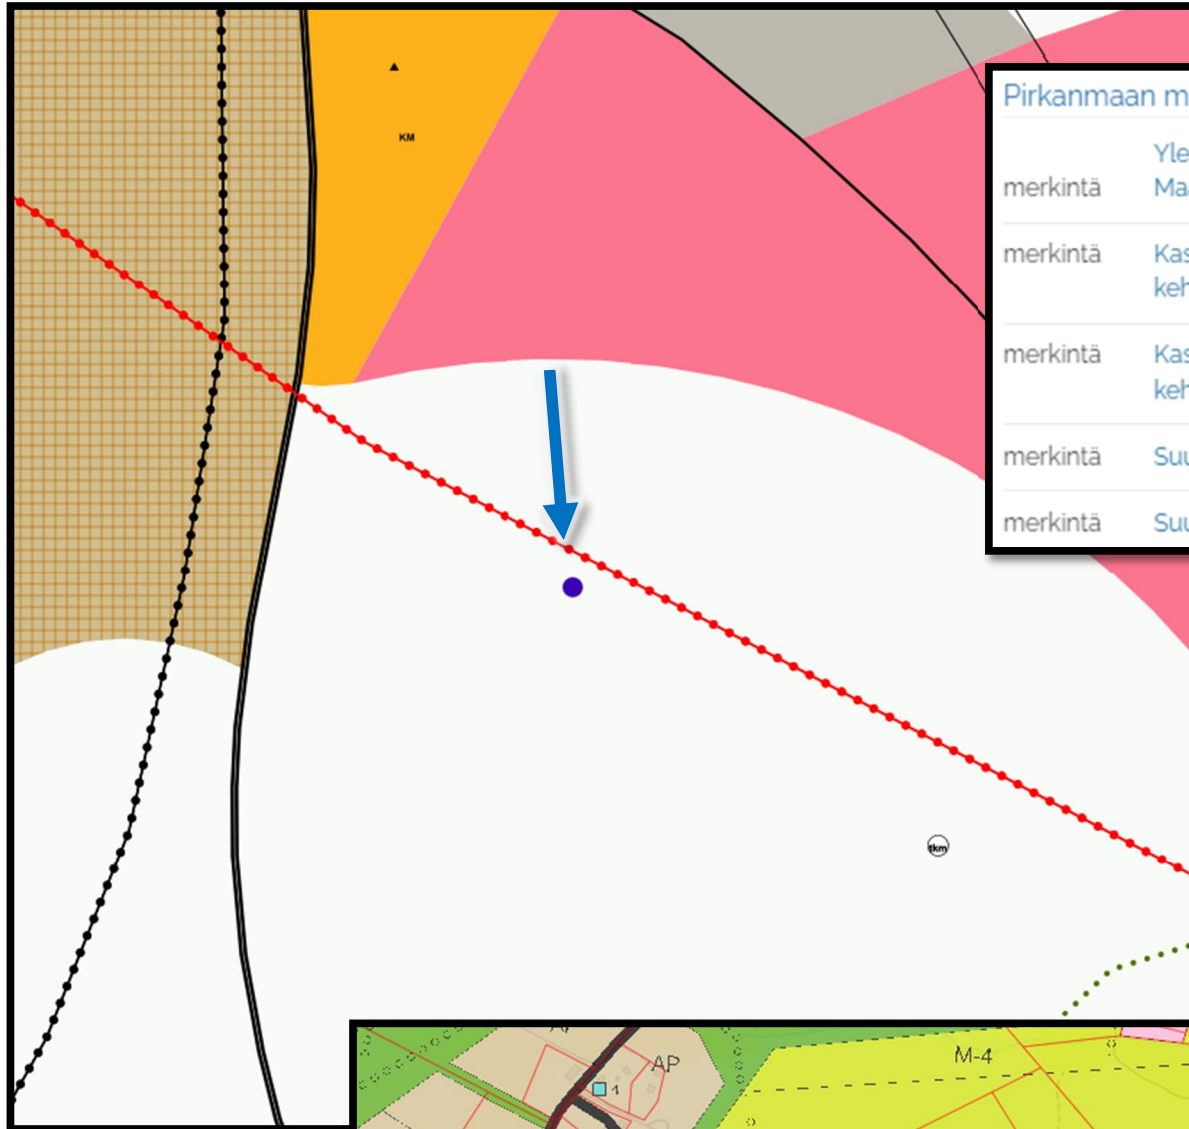 KM
Pirkanmaan m
Yle
merkintä Ma
merkintä Kas
keh
merkintä Kas
keh
merkintä Suu
merkintä Suu
tkm
AP
M-4
1